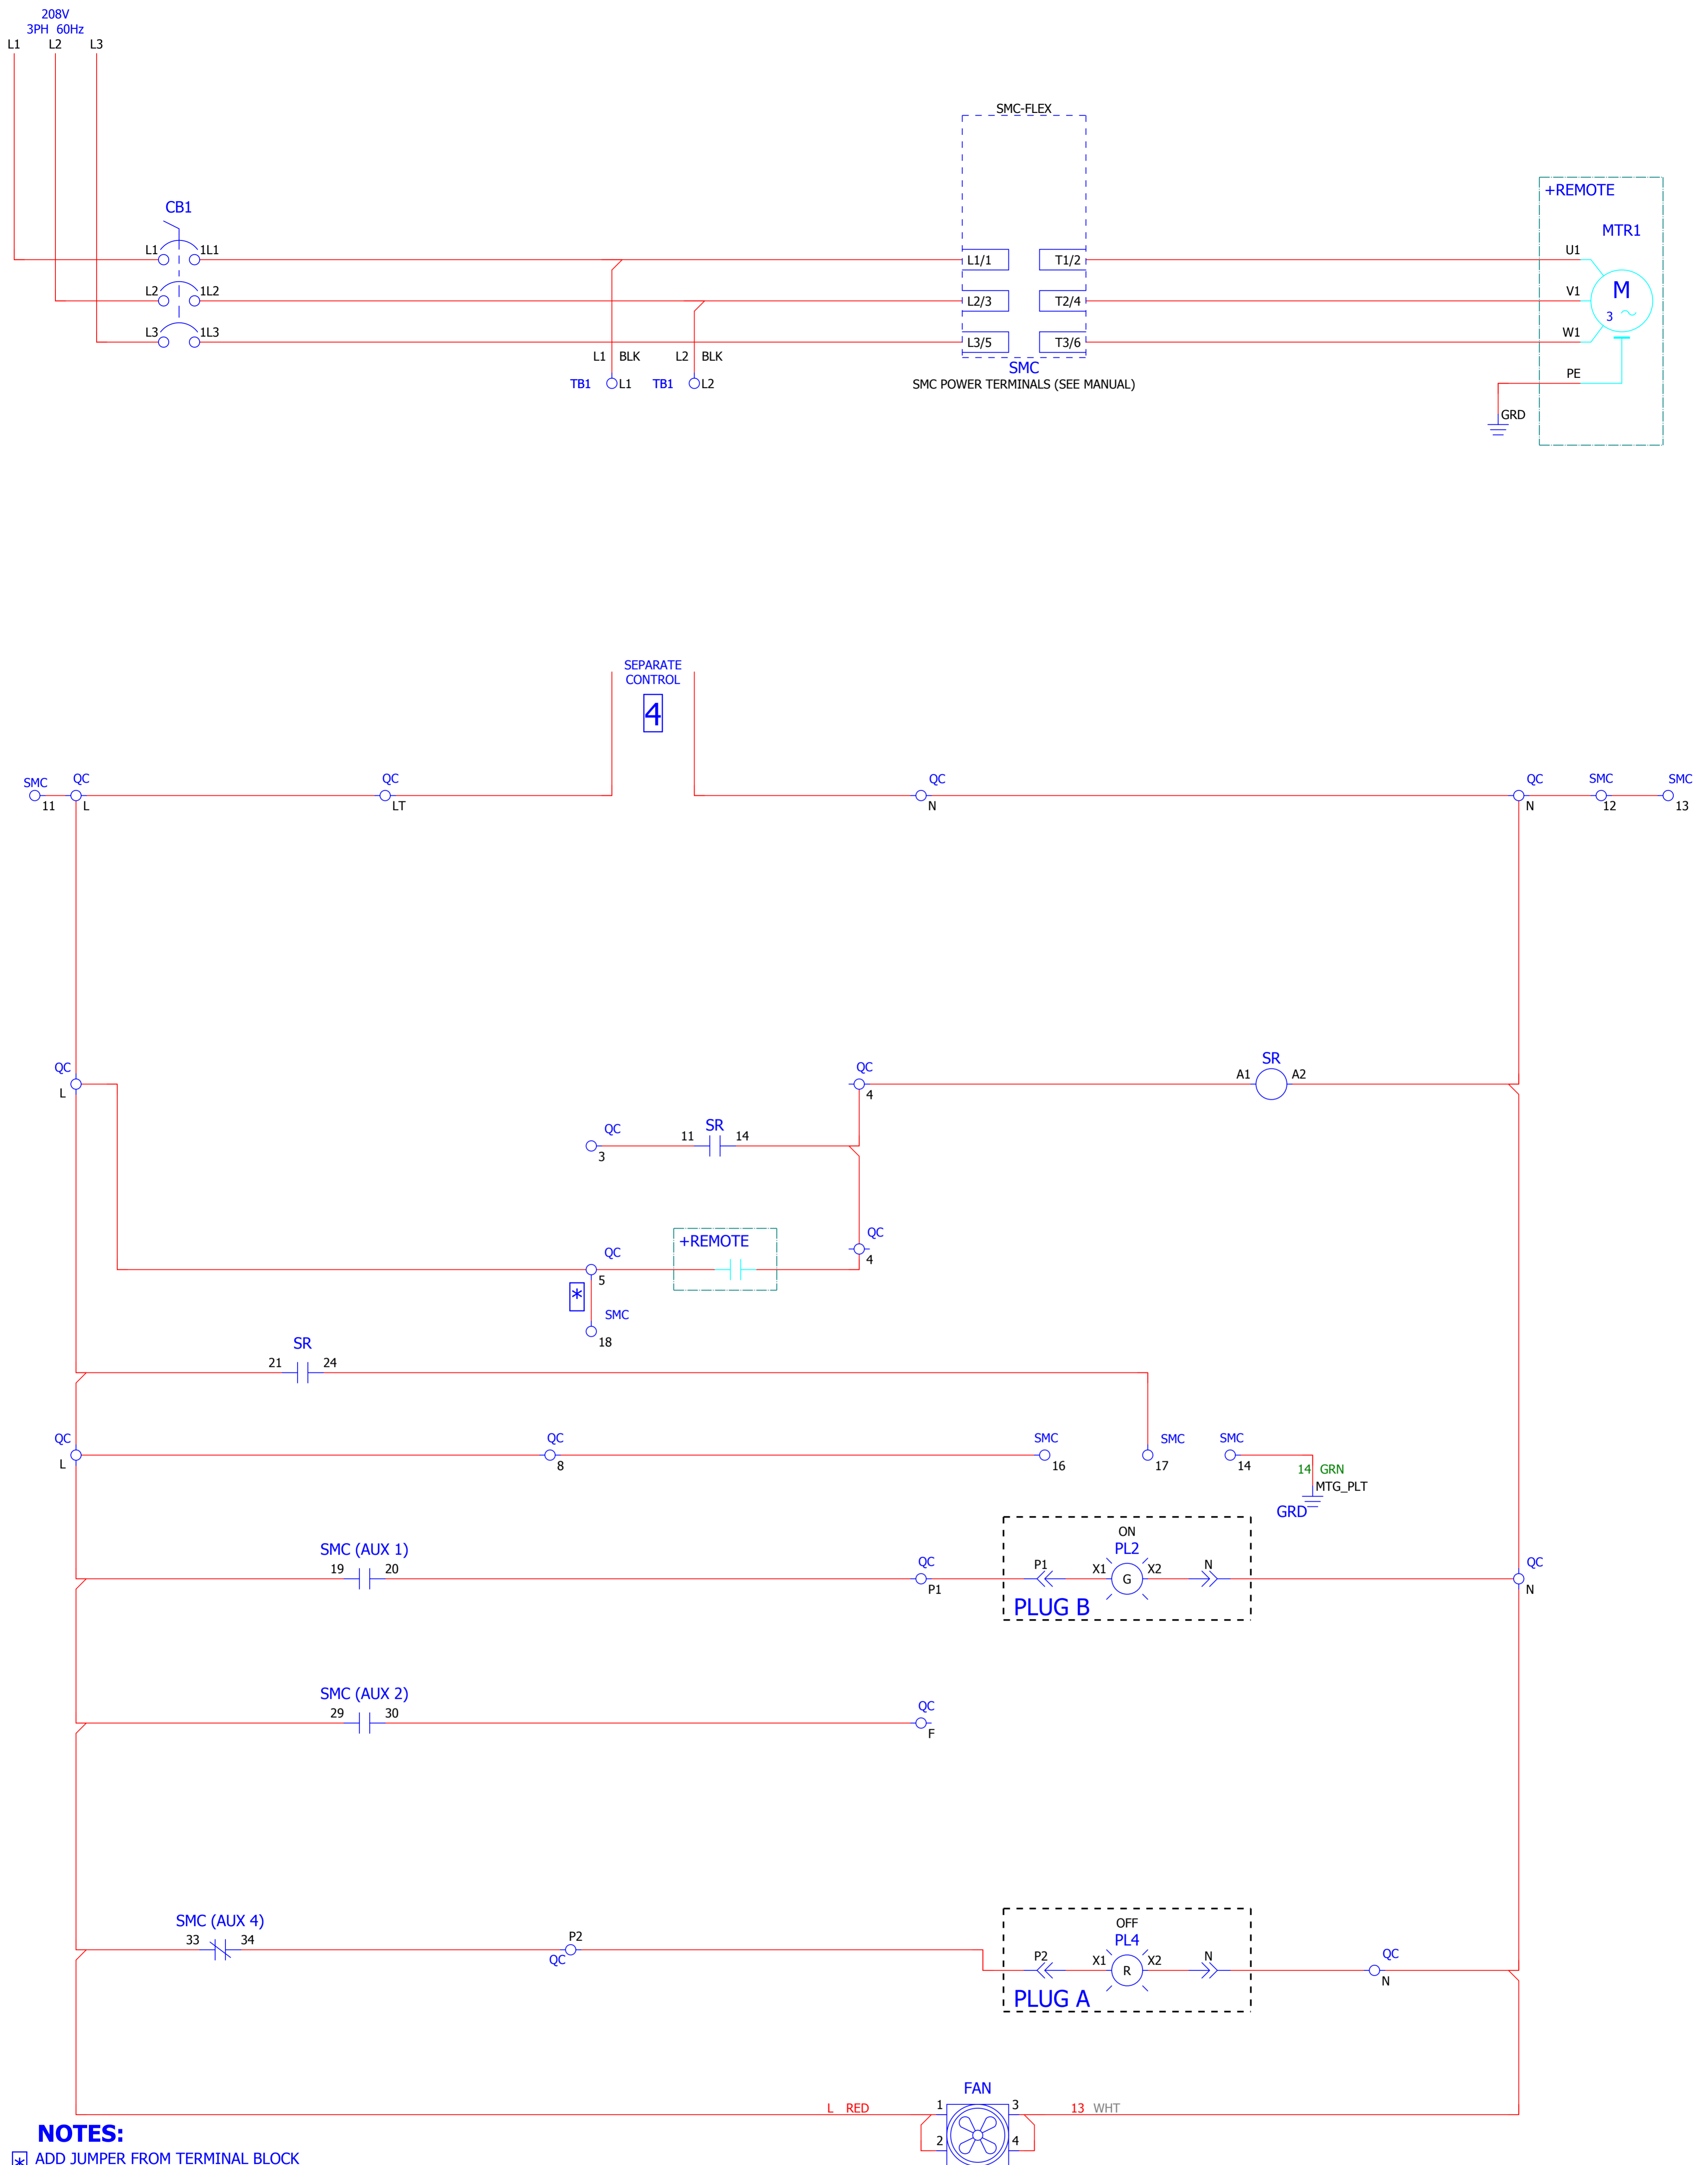 208V
3PH 60Hz
L1 L2 L3
SMC-FLEX
+REMOTE
CB1
MTR1
L1 1L1 L1/1 T1/2 U1
L2 1L2 L2/3 T2/4 V1
M
3
L3 1L3 L3/5 T3/6 W1
L1 BLK L2 BLK
SMC
SMC POWER TERMINALS (SEE MANUAL)
TB1 L1 TB1 L2
PE
GRD
SEPARATE
CONTROL
4
SMC QC QC QC QC SMC SMC
11 L LT N N 12 13
QC QC SR
L 4 A1 A2
QC SR
3 11 14
QC
4
+REMOTE
QC
5
*
SMC
18
SR
21 24
QC QC SMC SMC SMC
L 8 16 17 14
14 GRN
MTG_PLT
GRD
ON
SMC (AUX 1) PL2
19 20 QC P1 X1 G X2 N QC
P1 N
PLUG B
SMC (AUX 2)
29 30 QC
F
OFF
SMC (AUX 4) PL4
33 34 P2 P2 X1 R X2 N QC
QC N
PLUG A
FAN
L RED 1 3 13 WHT
2 4
NOTES:
* ADD JUMPER FROM TERMINAL BLOCK